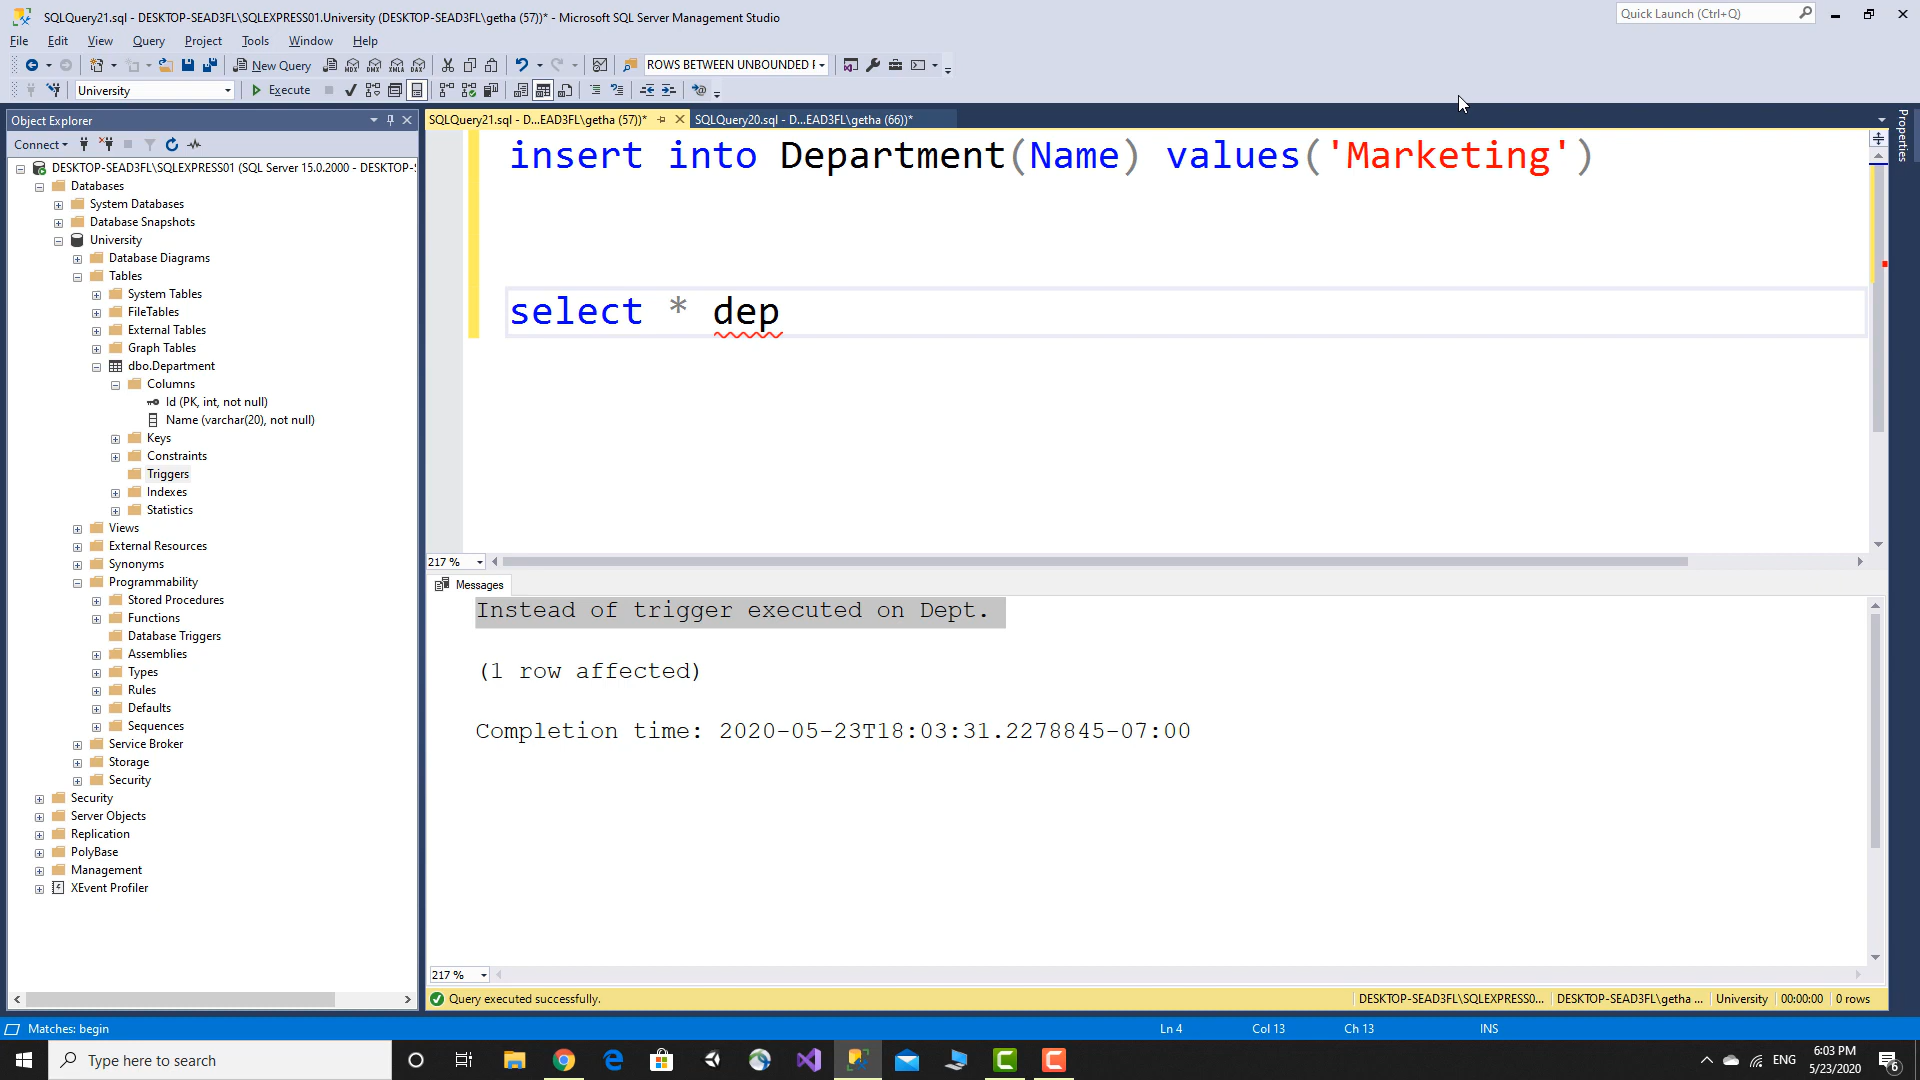 SQLQuery21.sql - DESKTOP-SEAD3FL\SQLEXPRESS01.University (DESKTOP-SEAD3FL\getha (57))* - Microsoft SQL Server Management Studio
Quick Launch (Ctrl+Q)
File Edit View Query Project Tools Window Help
New Query
MDX DMX XMLA DAX
ROWS BETWEEN UNBOUNDED F
University
Execute
Object Explorer
SQLQuery21.sql - D...EAD3FL\getha (57))*
SQLQuery20.sql - D...EAD3FL\getha (66))*
Properties
Connect
DESKTOP-SEAD3FL\SQLEXPRESS01 (SQL Server 15.0.2000 - DESKTOP-
Databases
System Databases
Database Snapshots
University
Database Diagrams
Tables
System Tables
FileTables
External Tables
Graph Tables
dbo.Department
Columns
Id (PK, int, not null)
Name (varchar(20), not null)
Keys
Constraints
Triggers
Indexes
Statistics
Views
External Resources
Synonyms
Programmability
Stored Procedures
Functions
Database Triggers
Assemblies
Types
Rules
Defaults
Sequences
Service Broker
Storage
Security
Security
Server Objects
Replication
PolyBase
Management
XEvent Profiler
insert into Department(Name) values('Marketing')
select * dep
217 %
Messages
Instead of trigger executed on Dept.
(1 row affected)
Completion time: 2020-05-23T18:03:31.2278845-07:00
217 %
Query executed successfully.
DESKTOP-SEAD3FL\SQLEXPRESS0... DESKTOP-SEAD3FL\getha ... University 00:00:00 0 rows
Matches: begin
Ln 4 Col 13 Ch 13 INS
Type here to search
ENG
6:03 PM
5/23/2020
6